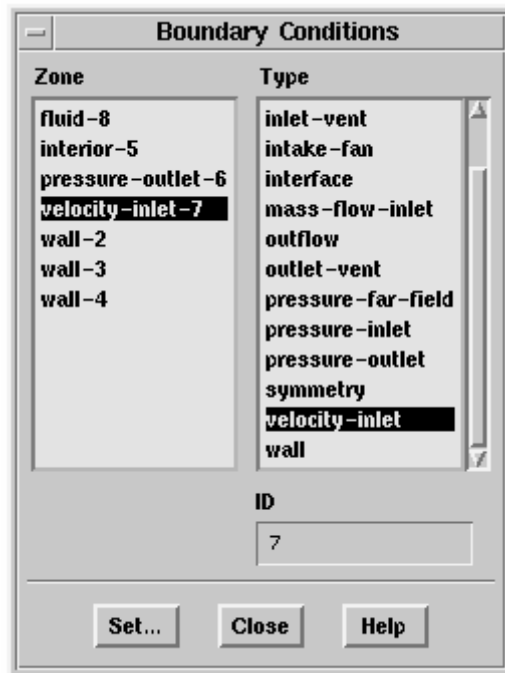 Boundary Conditions
Zone
fluid-8
interior-5
pressure-outlet-6
velocity-inlet-7
wall-2
wall-3
wall-4
Type
inlet-vent
intake-fan
interface
mass-flow-inlet
outflow
outlet-vent
pressure-far-field
pressure-inlet
pressure-outlet
symmetry
velocity-inlet
wall
ID
7
Set... Close Help